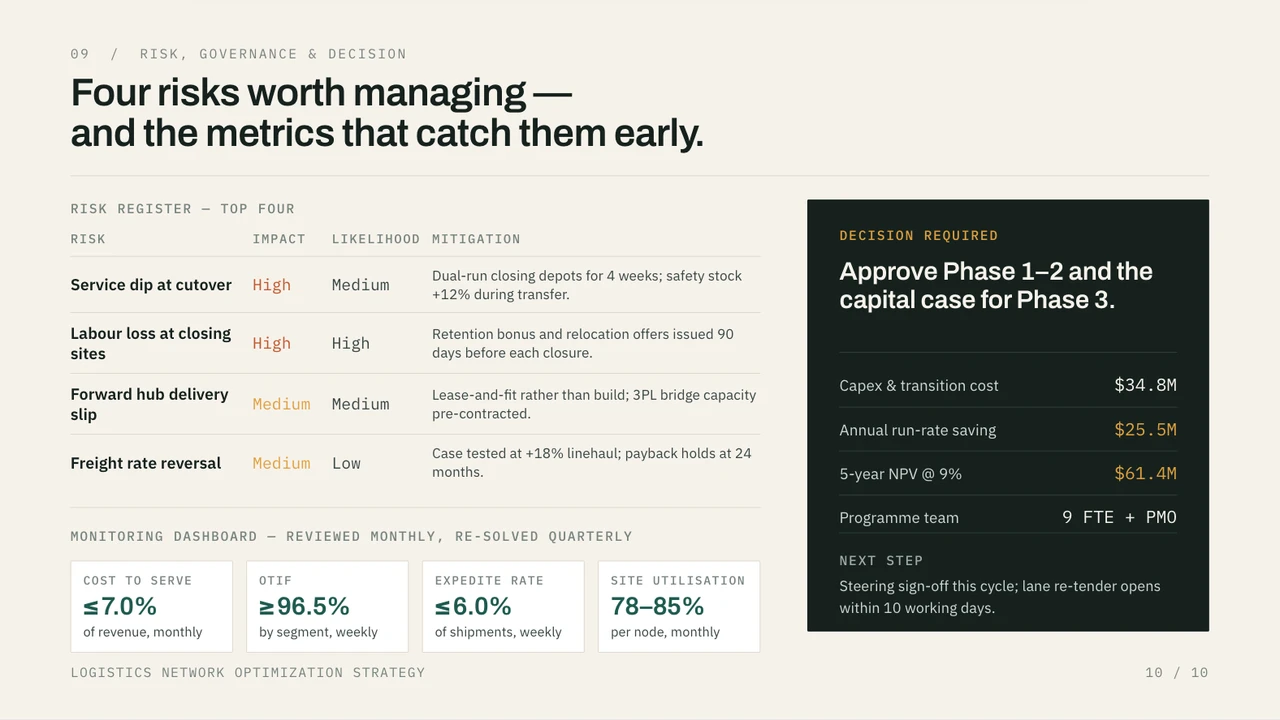 09 / RISK, GOVERNANCE & DECISION
Four risks worth managing —
and the metrics that catch them early.
RISK REGISTER — TOP FOUR
RISK IMPACT LIKELIHOOD MITIGATION
Service dip at cutover High Medium Dual-run closing depots for 4 weeks; safety stock
+12% during transfer.
Labour loss at closing
sites High High Retention bonus and relocation offers issued 90
days before each closure.
Forward hub delivery
slip Medium Medium Lease-and-fit rather than build; 3PL bridge capacity
pre-contracted.
Freight rate reversal Medium Low Case tested at +18% linehaul; payback holds at 24
months.
MONITORING DASHBOARD — REVIEWED MONTHLY, RE-SOLVED QUARTERLY
COST TO SERVE
≤7.0%
of revenue, monthly
OTIF
≥96.5%
by segment, weekly
EXPEDITE RATE
≤6.0%
of shipments, weekly
SITE UTILISATION
78–85%
per node, monthly
DECISION REQUIRED
Approve Phase 1–2 and the
capital case for Phase 3.
Capex & transition cost $34.8M
Annual run-rate saving $25.5M
5-year NPV @ 9% $61.4M
Programme team 9 FTE + PMO
NEXT STEP
Steering sign-off this cycle; lane re-tender opens
within 10 working days.
LOGISTICS NETWORK OPTIMIZATION STRATEGY
10 / 10